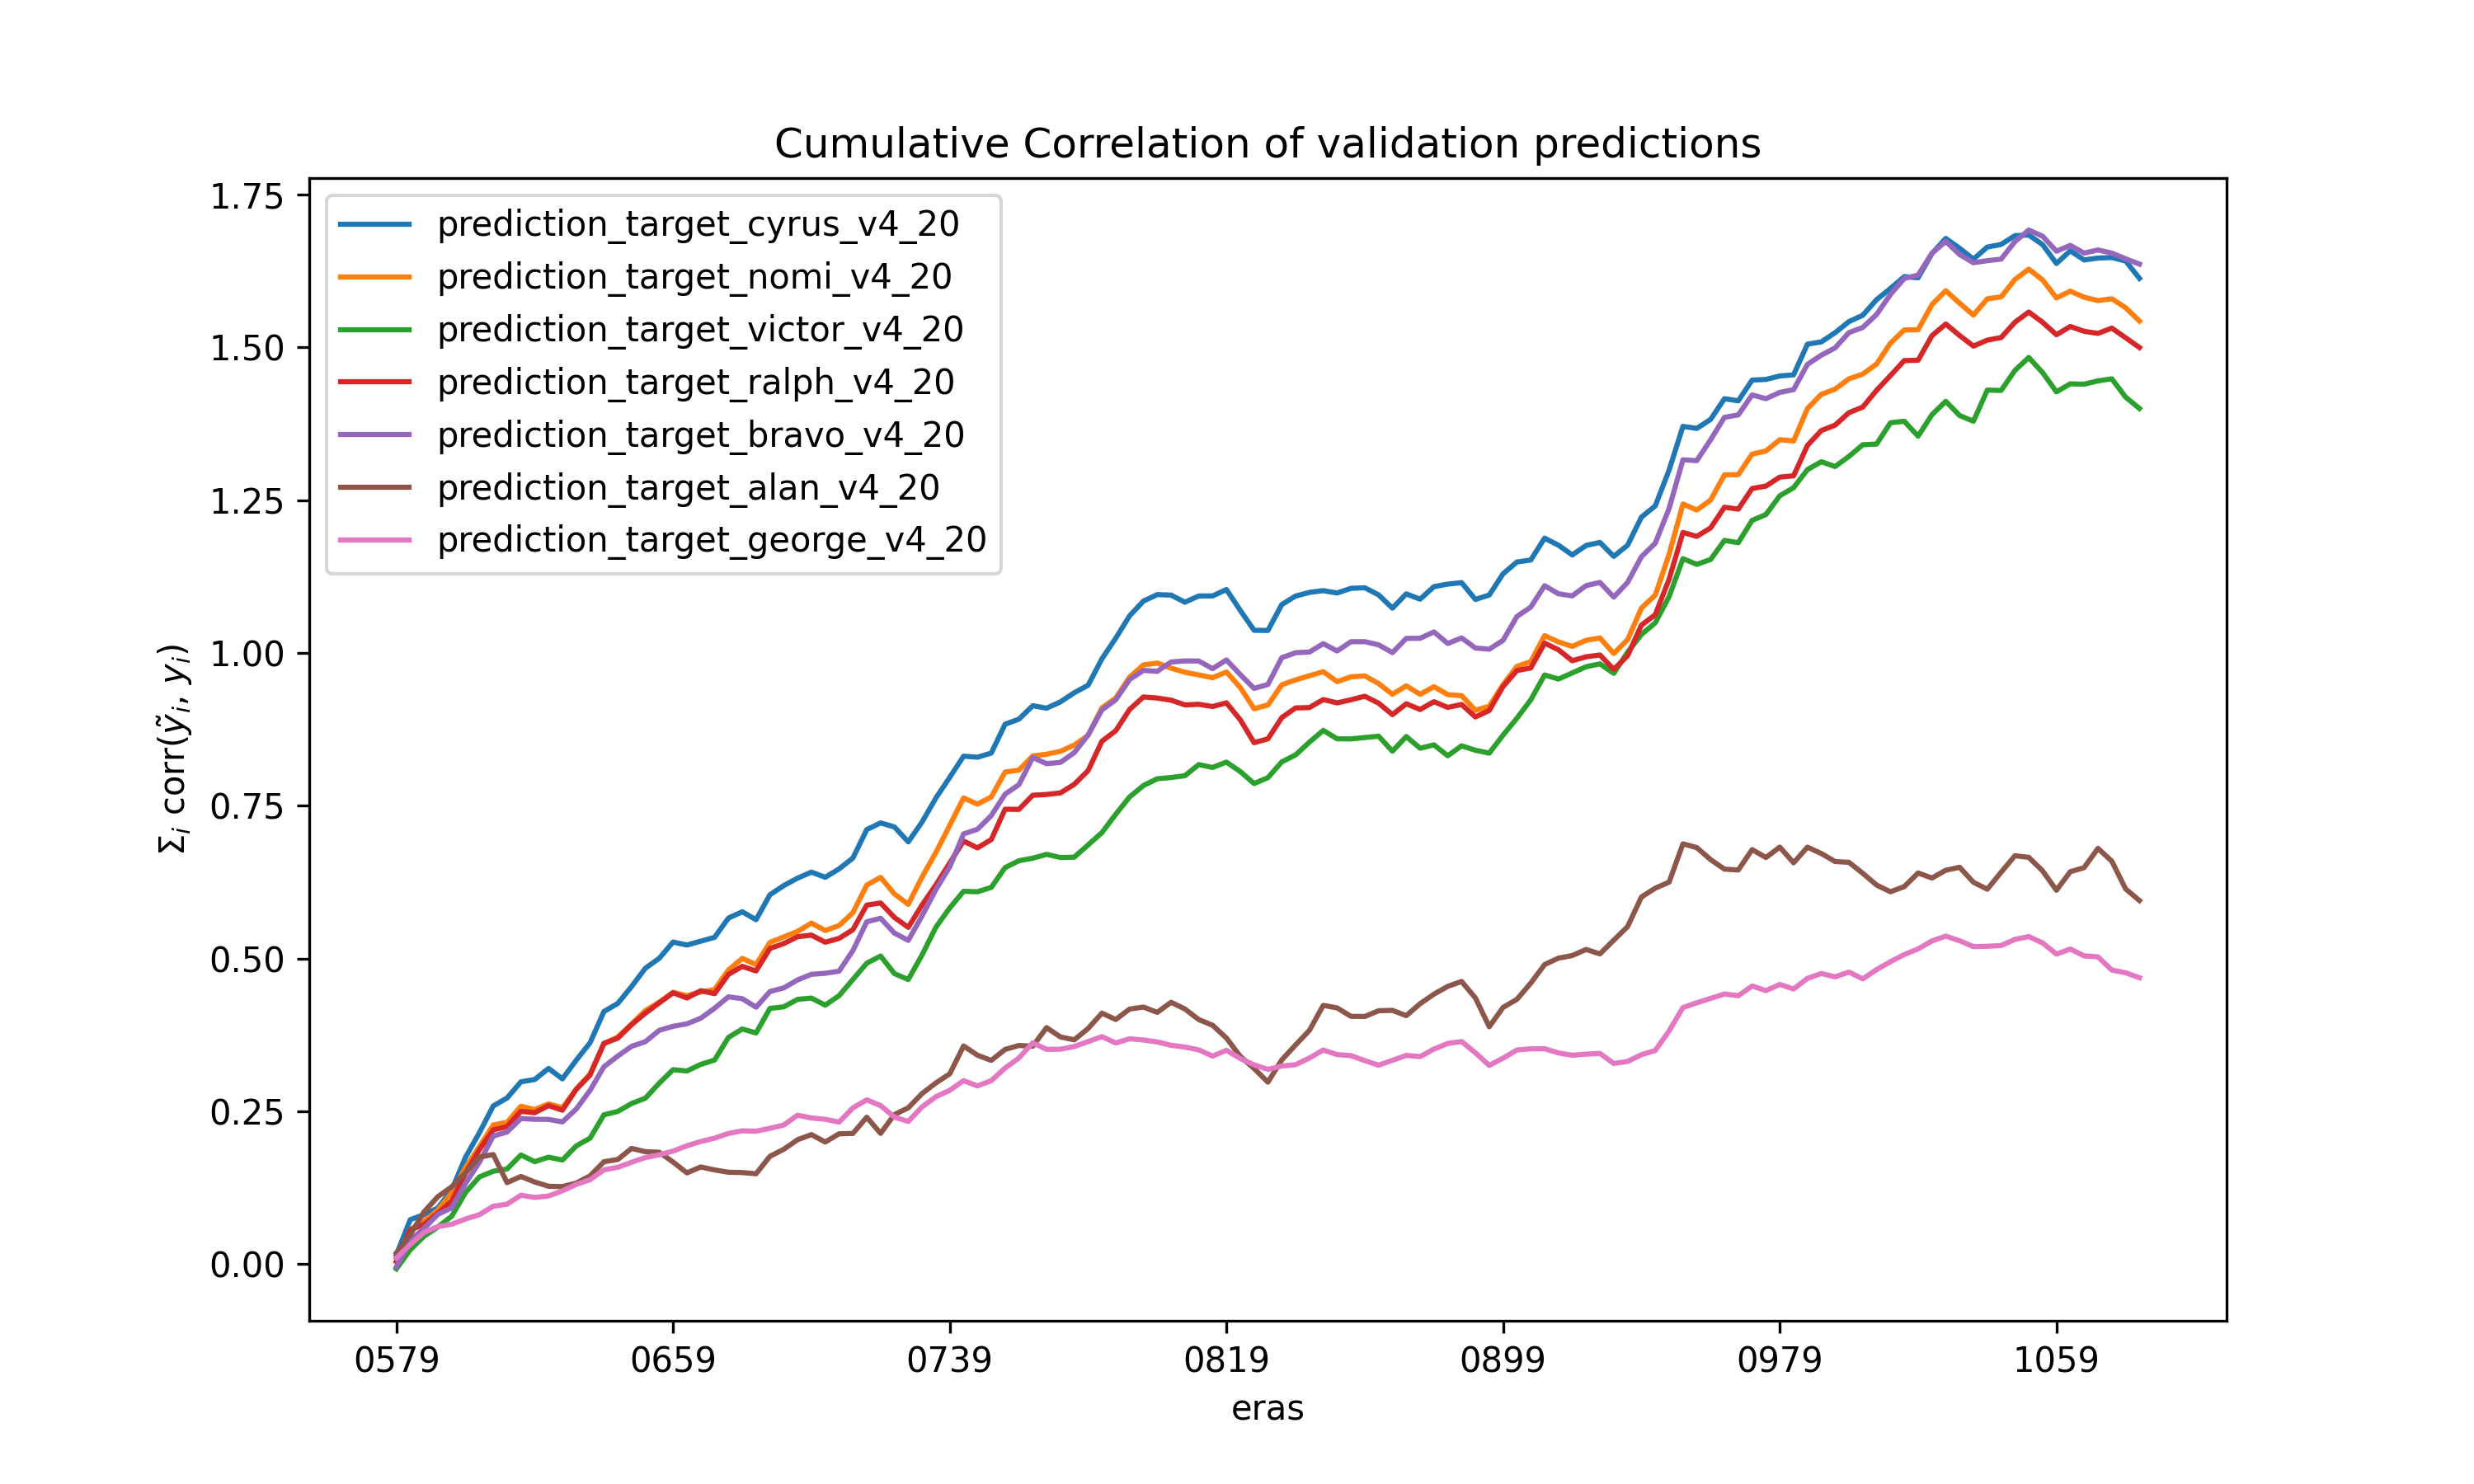 Cumulative Correlation of validation predictions
1.75
1.50
1.25
1.00
0.75
0.50
0.25
0.00
Σᵢ corr(ỹᵢ, yᵢ)
prediction_target_cyrus_v4_20
prediction_target_nomi_v4_20
prediction_target_victor_v4_20
prediction_target_ralph_v4_20
prediction_target_bravo_v4_20
prediction_target_alan_v4_20
prediction_target_george_v4_20
0579 0659 0739 0819 0899 0979 1059
eras